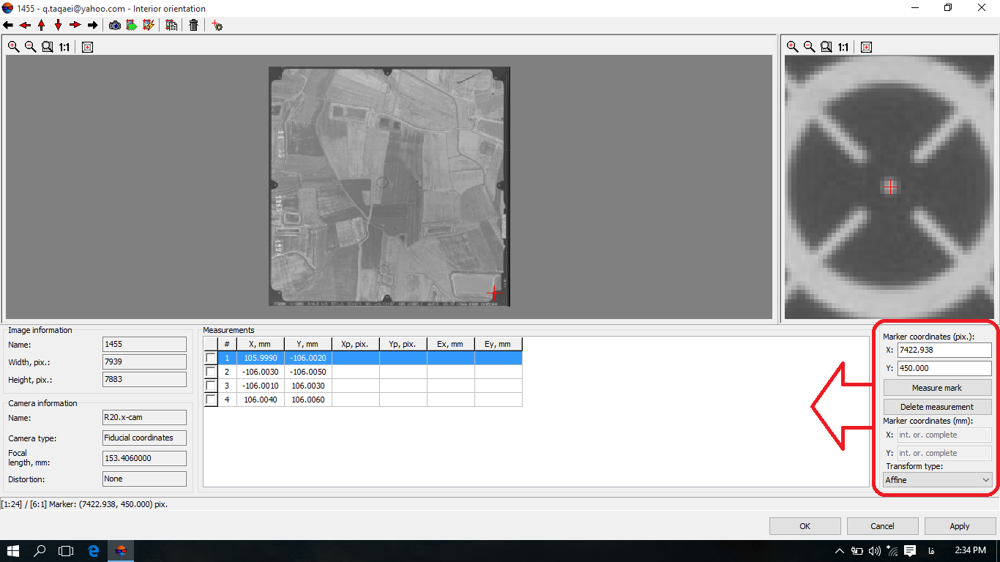 1455 - q.taqaei@yahoo.com - Interior orientation
1:1
1:1
Image information
Name: 1455
Width, pix.: 7939
Height, pix.: 7883
Camera information
Name: R20.x-cam
Camera type: Fiducial coordinates
Focal
length, mm: 153.4060000
Distortion: None
Measurements
# X, mm Y, mm Xp, pix. Yp, pix. Ex, mm Ey, mm
1 105.9990 -106.0020
2 -106.0030 -106.0050
3 -106.0010 106.0030
4 106.0040 106.0060
Marker coordinates (pix.):
X: 7422.938
Y: 450.000
Measure mark
Delete measurement
Marker coordinates (mm):
X: int. or. complete
Y: int. or. complete
Transform type:
Affine
[1:24] / [6:1] Marker: (7422.938, 450.000) pix.
OK Cancel Apply
فا 2:34 PM